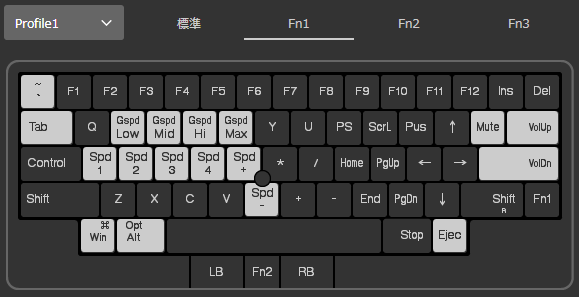 Profile1 標準 Fn1 Fn2 Fn3
~
` F1 F2 F3 F4 F5 F6 F7 F8 F9 F10 F11 F12 Ins Del
Tab Q Gspd Low Gspd Mid Gspd Hi Gspd Max Y U PS ScrL Pus ↑ Mute VolUp
Control Spd 1 Spd 2 Spd 3 Spd 4 Spd + * / Home PgUp ← → VolDn
Shift Z X C V Spd - + - End PgDn ↓ Shift R Fn1
⌘ Win Opt Alt Stop Ejec
LB Fn2 RB